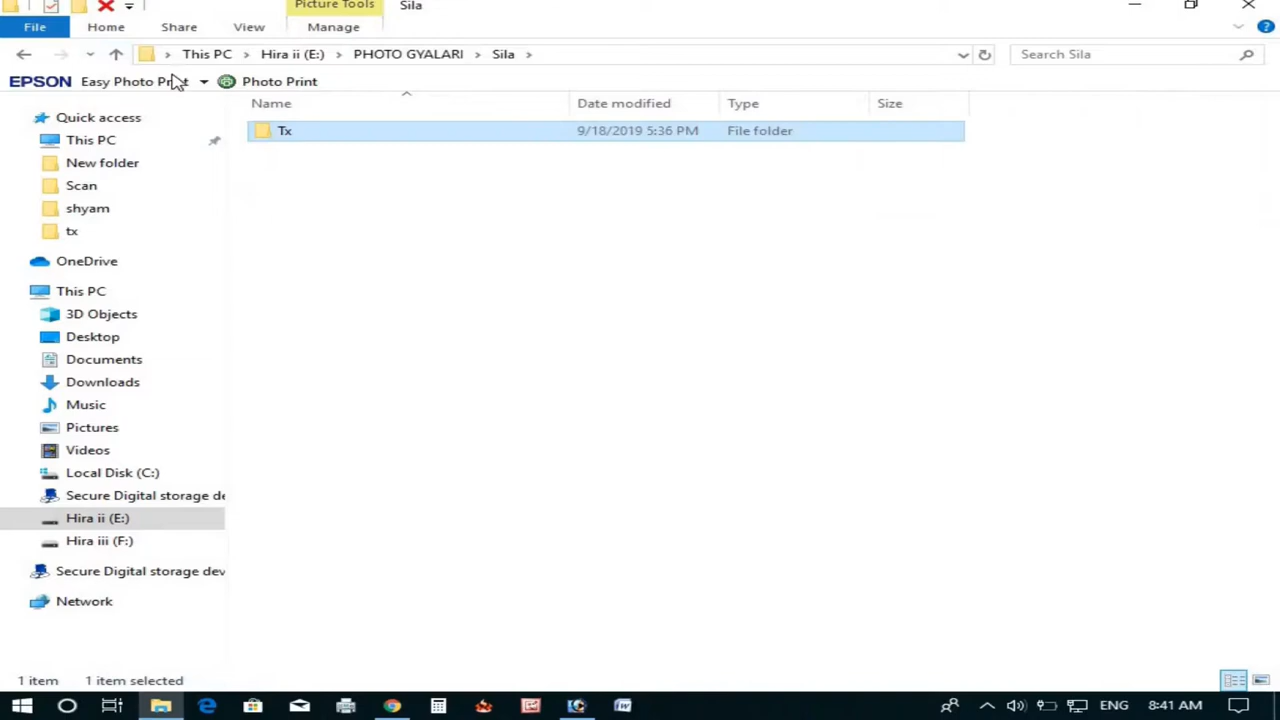 Picture Tools
Sila
File
Home
Share
View
Manage
This PC
Hira ii (E:)
PHOTO GYALARI
Sila
Search Sila
EPSON
Easy Photo Print
Photo Print
Name
Date modified
Type
Size
Tx
9/18/2019 5:36 PM
File folder
Quick access
This PC
New folder
Scan
shyam
tx
OneDrive
This PC
3D Objects
Desktop
Documents
Downloads
Music
Pictures
Videos
Local Disk (C:)
Secure Digital storage de
Hira ii (E:)
Hira iii (F:)
Secure Digital storage dev
Network
1 item
1 item selected
ENG
8:41 AM